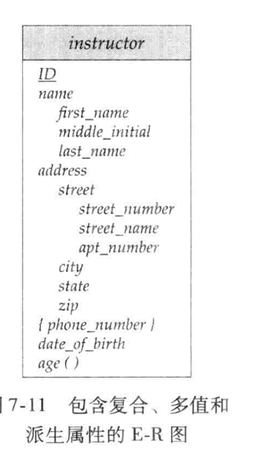 instructor
ID
name
first_name
middle_initial
last_name
address
street
street_number
street_name
apt_number
city
state
zip
{ phone_number }
date_of_birth
age ( )
7-11 包含复合、多值和
派生属性的 E-R 图